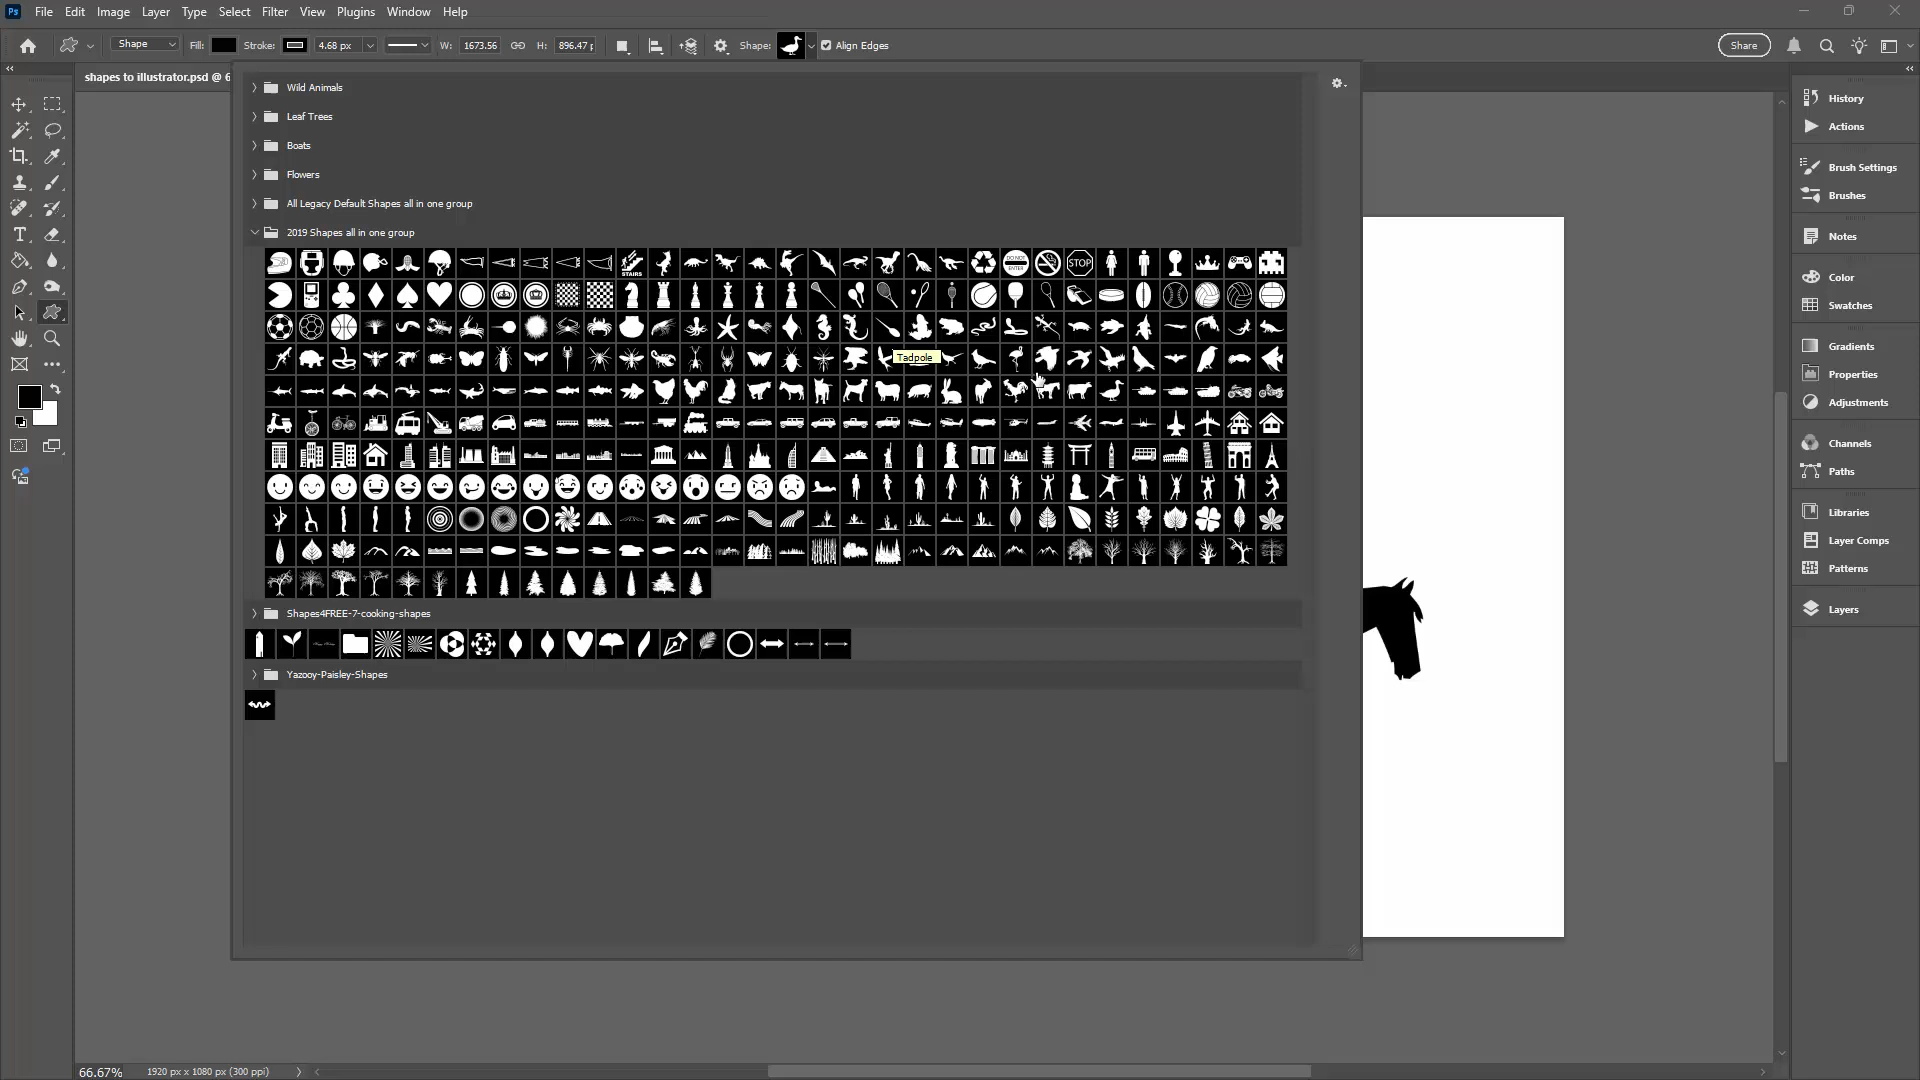 Ps File Edit Image Layer Type Select Filter View Plugins Window Help
Shape Fill: Stroke: 4.68 px W: 1673.56 H: 896.47 p Shape: Align Edges Share
shapes to illustrator.psd @ 6
Wild Animals
Leaf Trees
Boats
Flowers
All Legacy Default Shapes all in one group
2019 Shapes all in one group
STAIRS
DO NOT ENTER
STOP
Tadpole
Shapes4FREE-7-cooking-shapes
Yazooy-Paisley-Shapes
History
Actions
Brush Settings
Brushes
Notes
Color
Swatches
Gradients
Properties
Adjustments
Channels
Paths
Libraries
Layer Comps
Patterns
Layers
66.67% 1920 px x 1080 px (300 ppi)